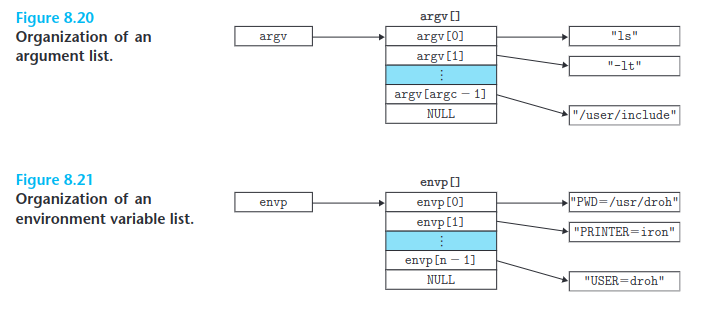 Figure 8.20
Organization of an
argument list.
argv
argv[]
argv[0]
argv[1]
⋮
argv[argc − 1]
NULL
"ls"
"-lt"
"/user/include"
Figure 8.21
Organization of an
environment variable list.
envp
envp[]
envp[0]
envp[1]
⋮
envp[n − 1]
NULL
"PWD=/usr/droh"
"PRINTER=iron"
"USER=droh"